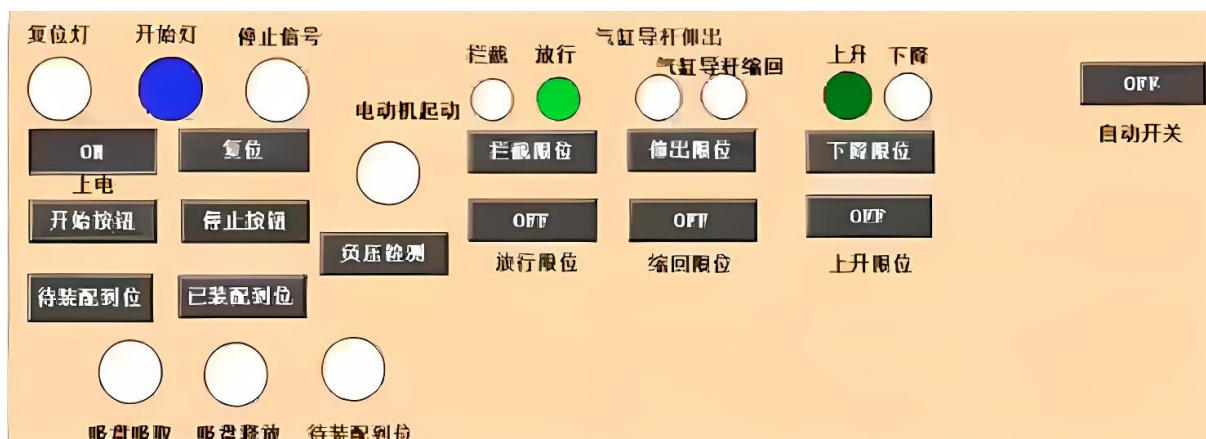 复位灯 开始灯 停止信号
气缸导杆伸出
拦截 放行
气缸导杆缩回
上升 下降
OFF
自动开关
电动机起动
ON 复位
拦截限位 伸出限位 下降限位
上电
开始按钮 停止按钮
OFF OFF OFF
负压检测
放行限位 缩回限位 上升限位
待装配到位 已装配到位
吸盘吸取 吸盘释放 待装配到位